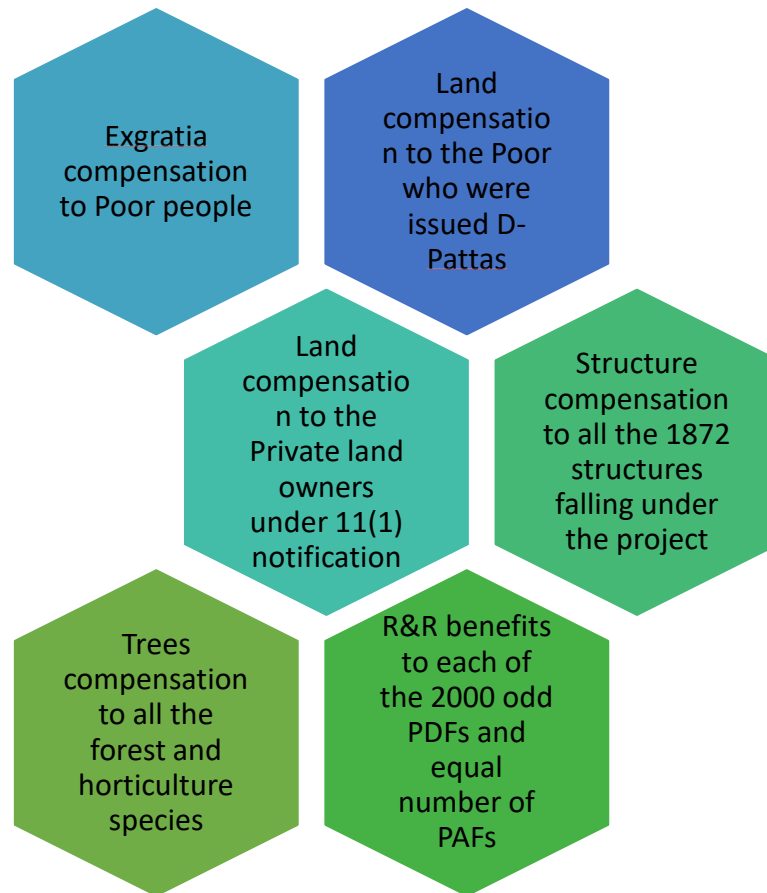 Exgratia
compensation
to Poor people
Land
compensatio
n to the Poor
who were
issued D-
Pattas
Land
compensatio
n to the
Private land
owners
under 11(1)
notification
Structure
compensation
to all the 1872
structures
falling under
the project
Trees
compensation
to all the
forest and
horticulture
species
R&R benefits
to each of
the 2000 odd
PDFs and
equal
number of
PAFs